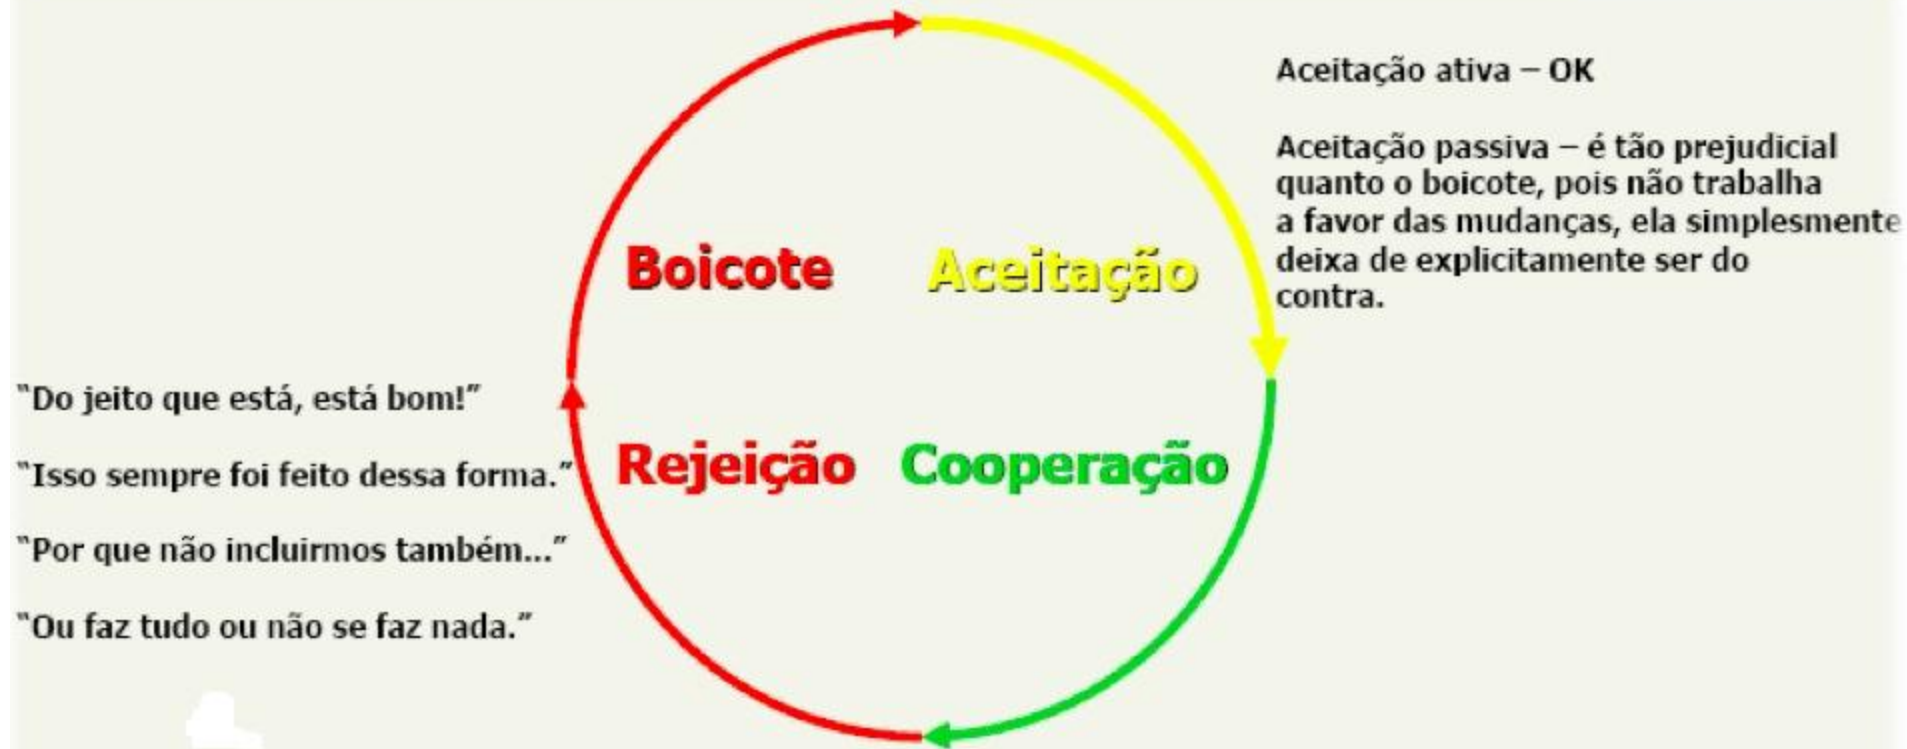 Aceitação ativa – OK
Aceitação passiva – é tão prejudicial
quanto o boicote, pois não trabalha
a favor das mudanças, ela simplesmente
deixa de explicitamente ser do
contra.
Boicote
Aceitação
Rejeição
Cooperação
“Do jeito que está, está bom!”
“Isso sempre foi feito dessa forma.”
“Por que não incluirmos também...”
“Ou faz tudo ou não se faz nada.”